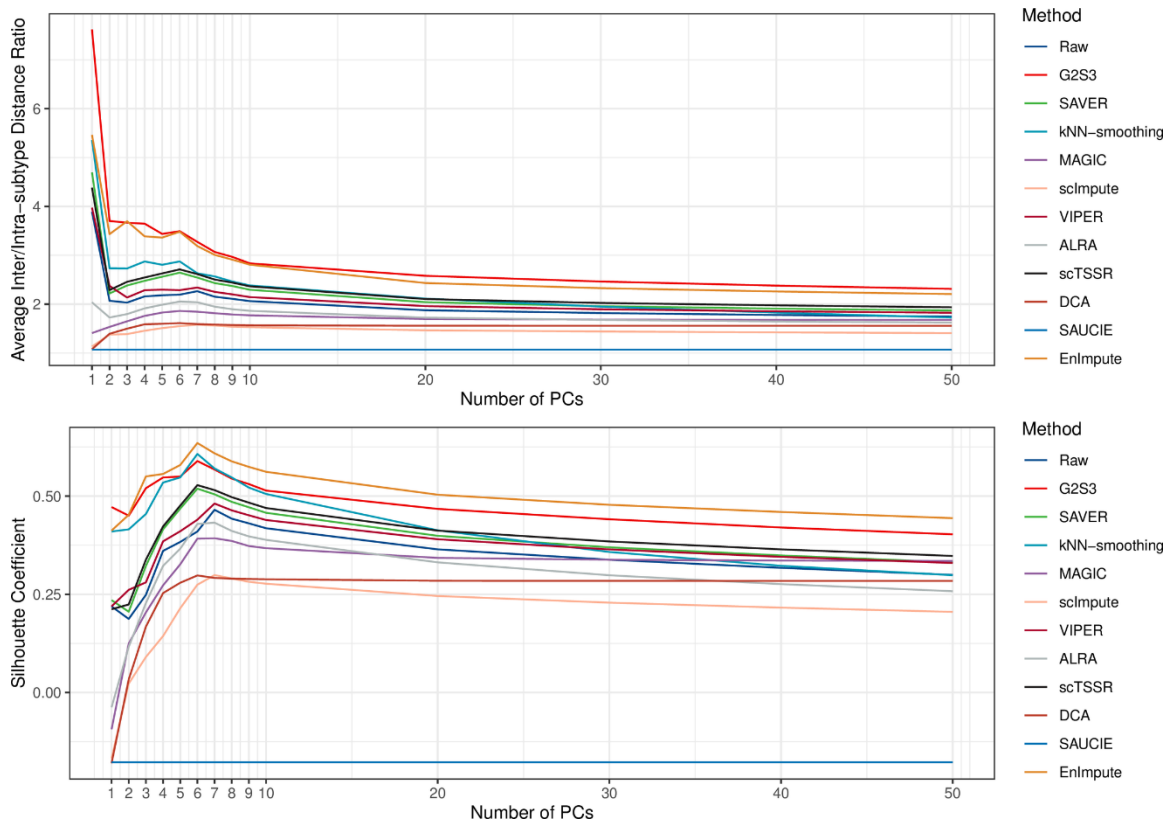 Average Inter/Intra−subtype Distance Ratio
6
4
2
1 2 3 4 5 6 7 8 9 10 20 30 40 50
Number of PCs
Method
Raw
G2S3
SAVER
kNN−smoothing
MAGIC
scImpute
VIPER
ALRA
scTSSR
DCA
SAUCIE
EnImpute
Silhouette Coefficient
0.50
0.25
0.00
1 2 3 4 5 6 7 8 9 10 20 30 40 50
Number of PCs
Method
Raw
G2S3
SAVER
kNN−smoothing
MAGIC
scImpute
VIPER
ALRA
scTSSR
DCA
SAUCIE
EnImpute